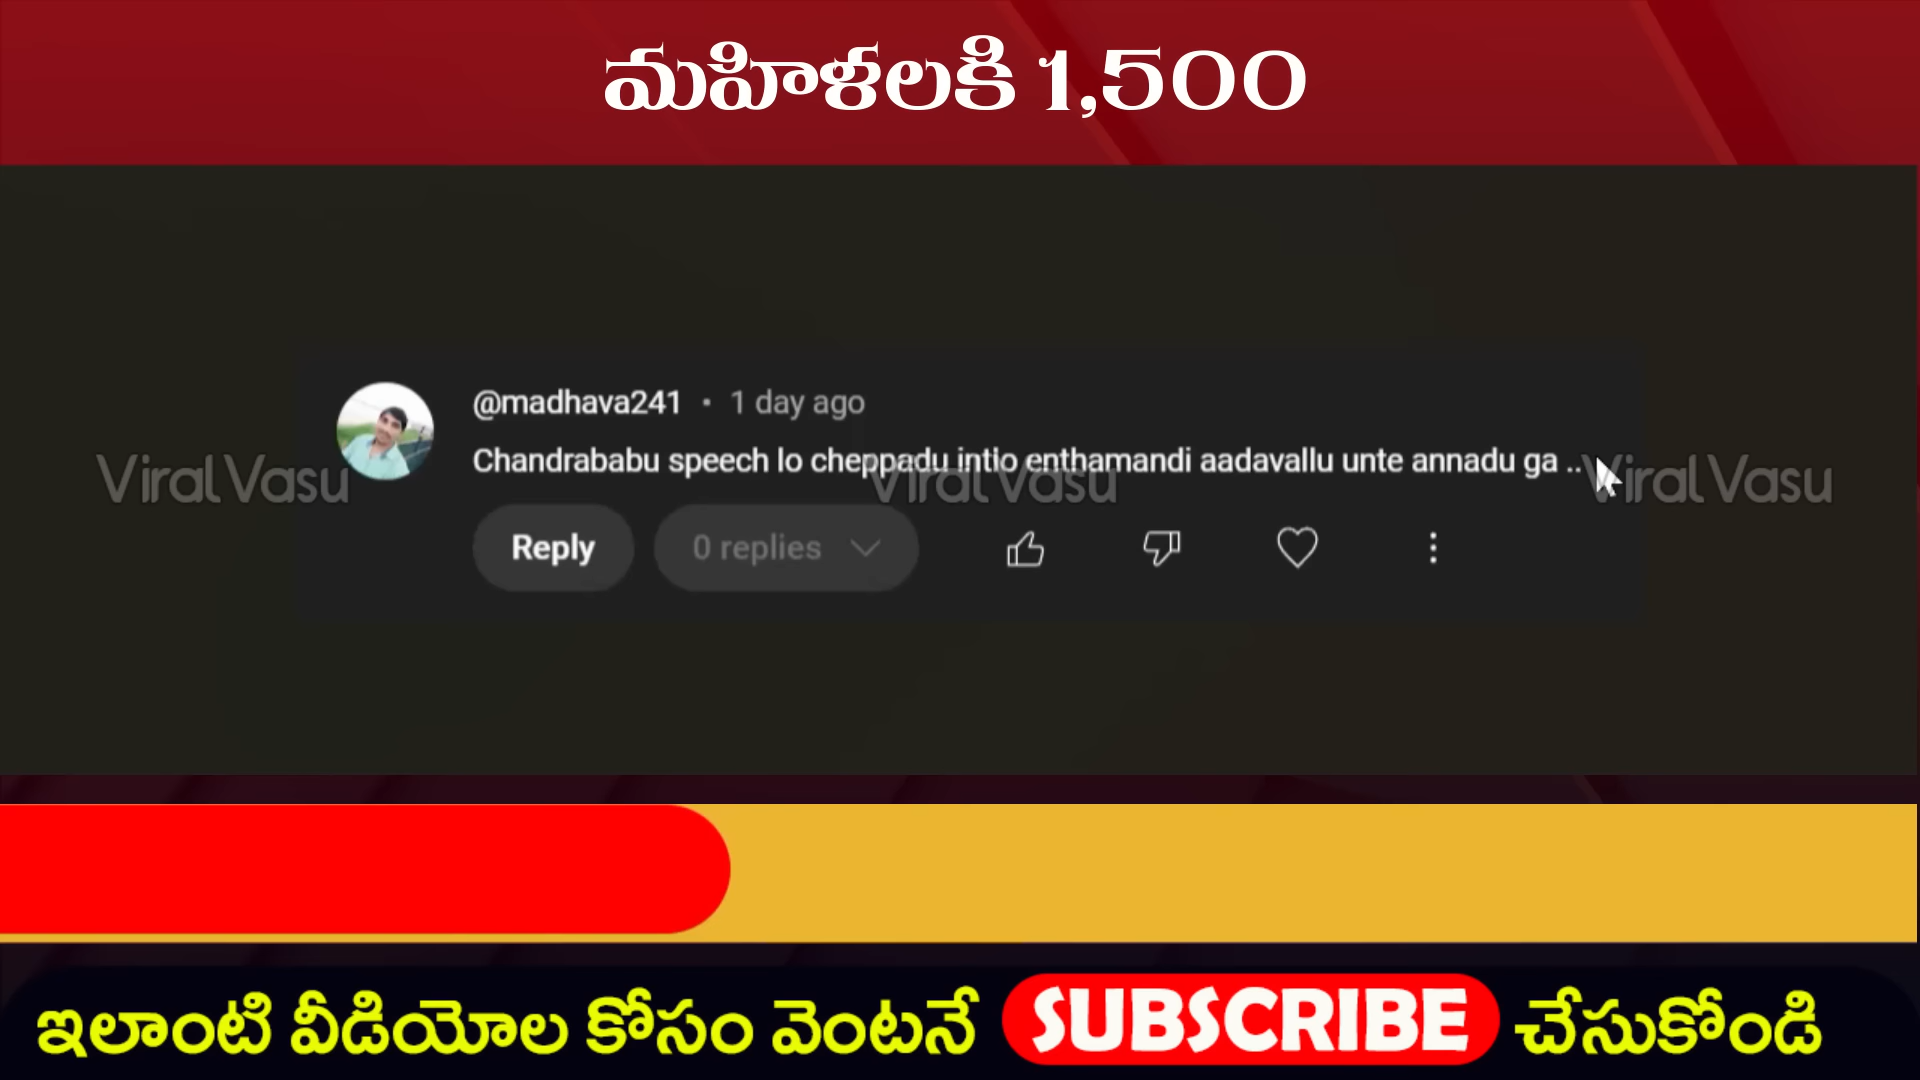 మహిళలకి 1,500
@madhava241 • 1 day ago
Chandrababu speech lo cheppadu intlo enthamandi aadavallu unte annadu ga ..
Viral Vasu Viral Vasu Viral Vasu
Reply 0 replies
ఇలాంటి వీడియోల కోసం వెంటనే SUBSCRIBE చేసుకోండి